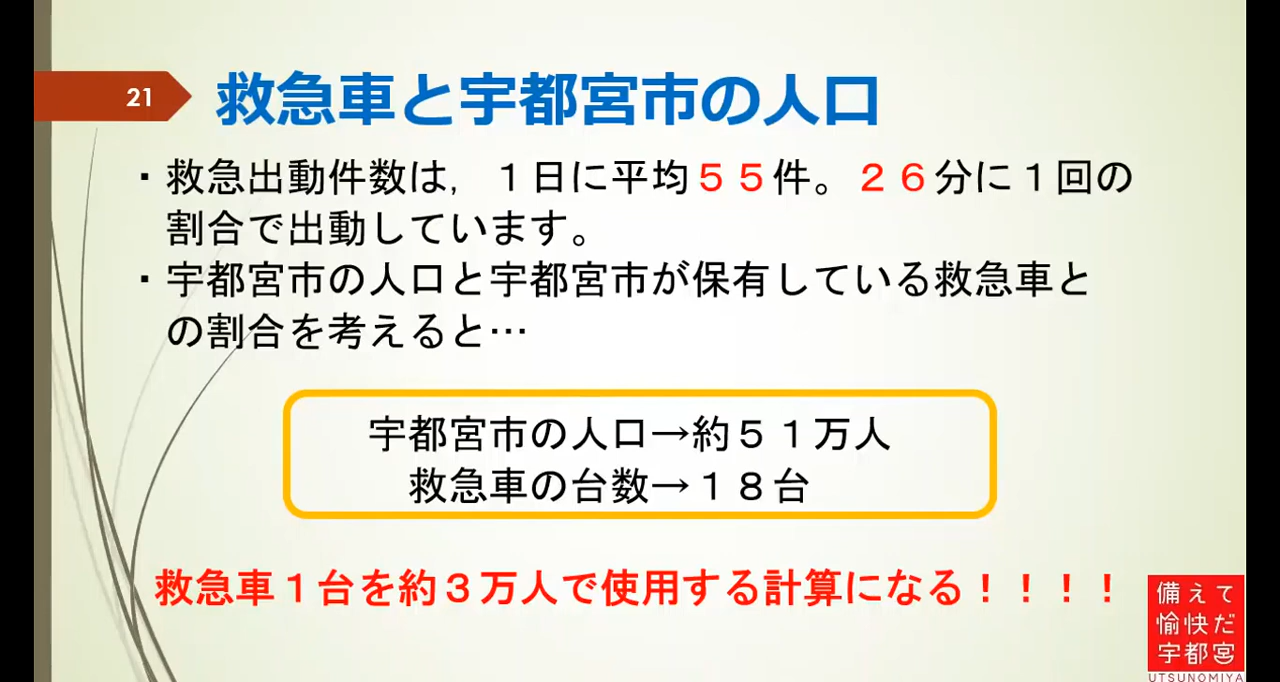 21
救急車と宇都宮市の人口
・救急出動件数は,１日に平均５５件。２６分に１回の
割合で出動しています。
・宇都宮市の人口と宇都宮市が保有している救急車と
の割合を考えると…
宇都宮市の人口→約５１万人
救急車の台数→１８台
救急車１台を約３万人で使用する計算になる！！！！
備えて
愉快だ
宇都宮
UTSUNOMIYA